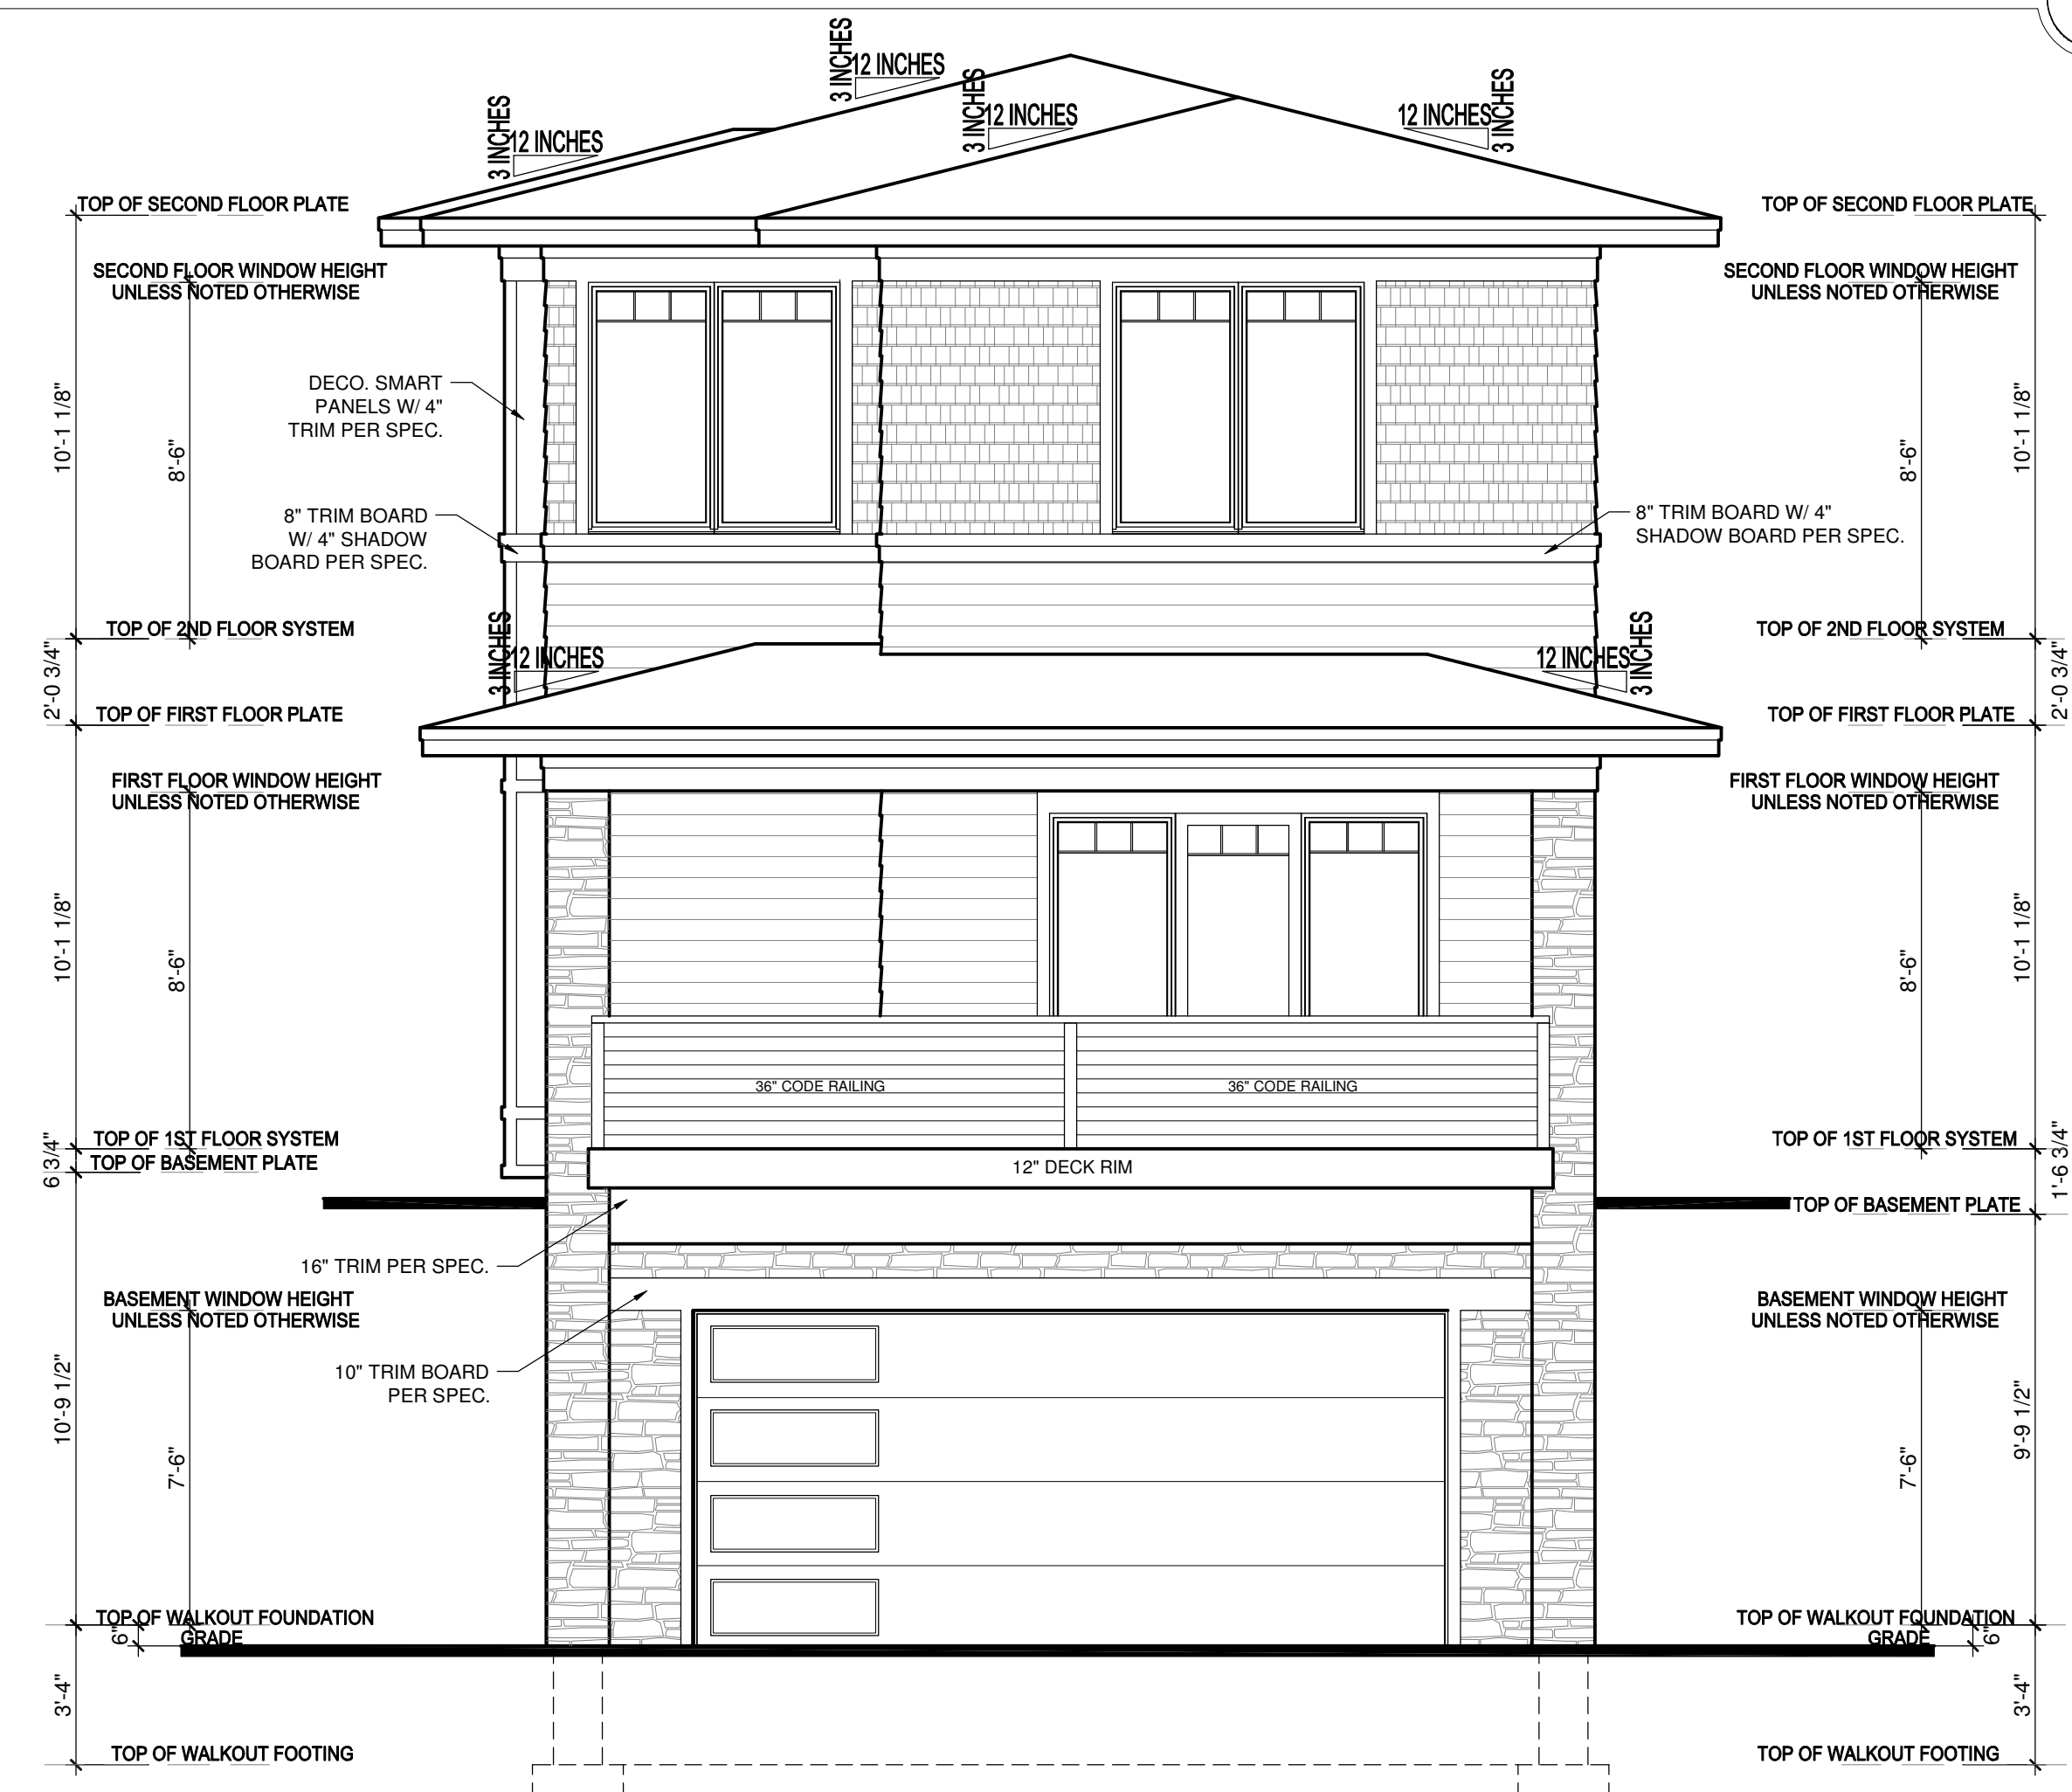 3 INCHES
12 INCHES
3 INCHES
12 INCHES
3 INCHES
12 INCHES
12 INCHES
3 INCHES
TOP OF SECOND FLOOR PLATE
TOP OF SECOND FLOOR PLATE
SECOND FLOOR WINDOW HEIGHT
UNLESS NOTED OTHERWISE
SECOND FLOOR WINDOW HEIGHT
UNLESS NOTED OTHERWISE
10'-1 1/8"
8'-6"
DECO. SMART
PANELS W/ 4"
TRIM PER SPEC.
8'-6"
10'-1 1/8"
8" TRIM BOARD
W/ 4" SHADOW
BOARD PER SPEC.
8" TRIM BOARD W/ 4"
SHADOW BOARD PER SPEC.
TOP OF 2ND FLOOR SYSTEM
TOP OF 2ND FLOOR SYSTEM
2'-0 3/4"
3 INCHES
12 INCHES
12 INCHES
3 INCHES
2'-0 3/4"
TOP OF FIRST FLOOR PLATE
TOP OF FIRST FLOOR PLATE
FIRST FLOOR WINDOW HEIGHT
UNLESS NOTED OTHERWISE
FIRST FLOOR WINDOW HEIGHT
UNLESS NOTED OTHERWISE
10'-1 1/8"
8'-6"
8'-6"
10'-1 1/8"
36" CODE RAILING
36" CODE RAILING
TOP OF 1ST FLOOR SYSTEM
TOP OF 1ST FLOOR SYSTEM
6 3/4"
TOP OF BASEMENT PLATE
12" DECK RIM
1'-6 3/4"
TOP OF BASEMENT PLATE
16" TRIM PER SPEC.
BASEMENT WINDOW HEIGHT
UNLESS NOTED OTHERWISE
BASEMENT WINDOW HEIGHT
UNLESS NOTED OTHERWISE
10" TRIM BOARD
PER SPEC.
10'-9 1/2"
7'-6"
7'-6"
9'-9 1/2"
TOP OF WALKOUT FOUNDATION
GRADE
6"
TOP OF WALKOUT FOUNDATION
GRADE
6"
3'-4"
3'-4"
TOP OF WALKOUT FOOTING
TOP OF WALKOUT FOOTING